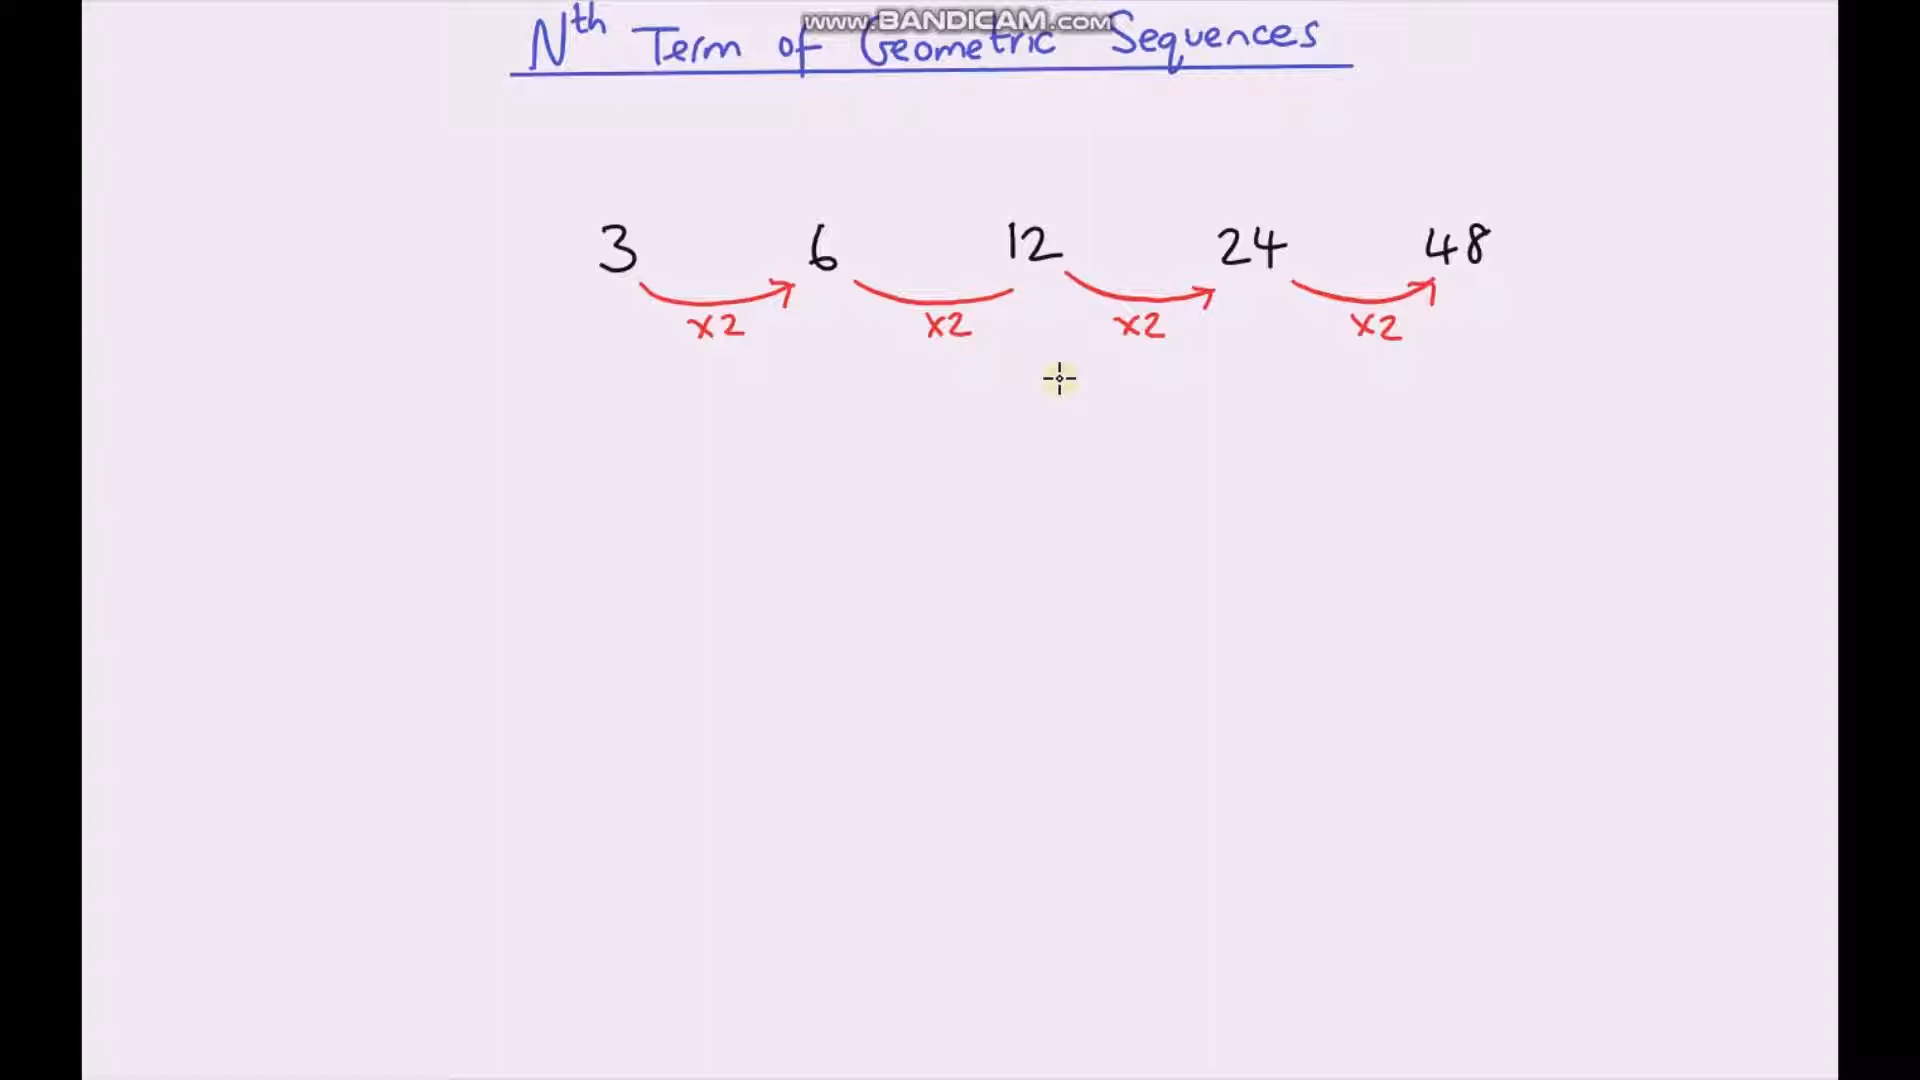 www.BANDICAM.com
Nth Term of Geometric Sequences
3 6 12 24 48
x2 x2 x2 x2